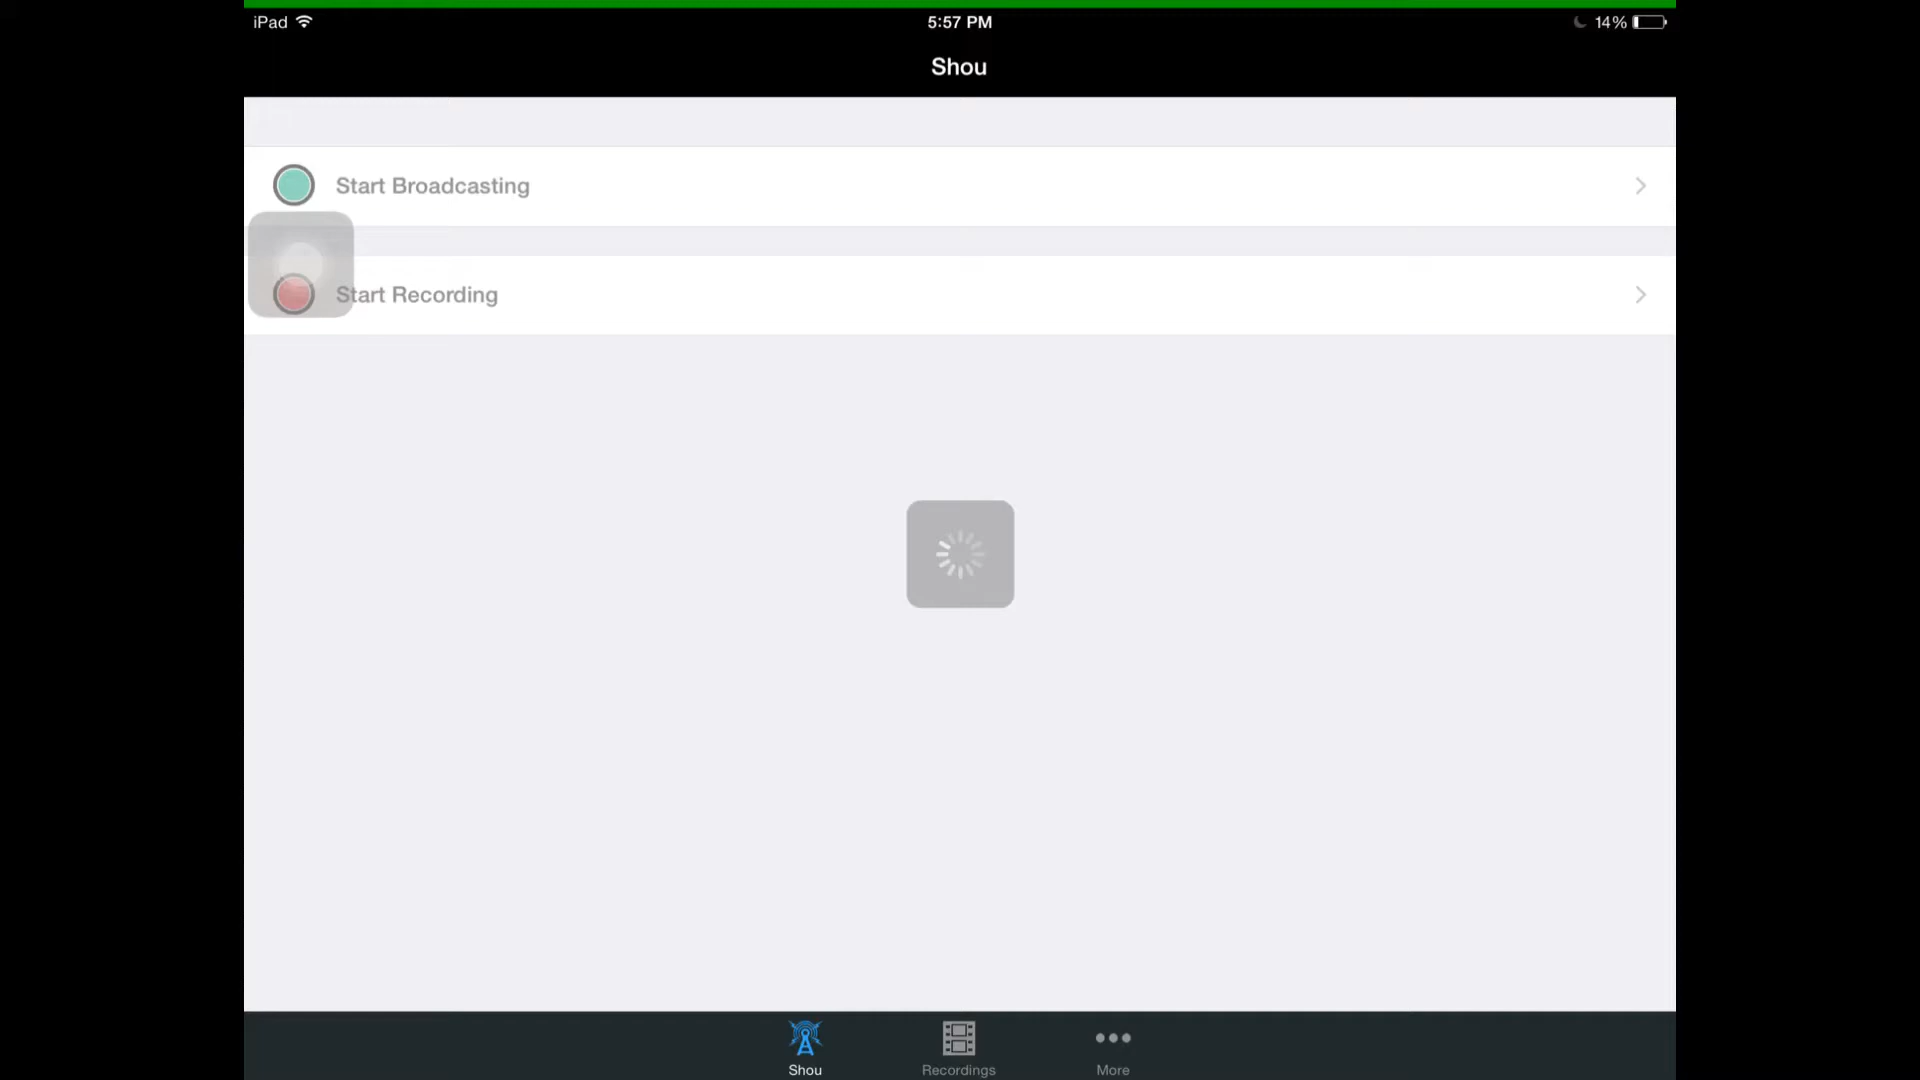 iPad
5:57 PM
14%
Shou
Start Broadcasting
Start Recording
Shou
Recordings
More